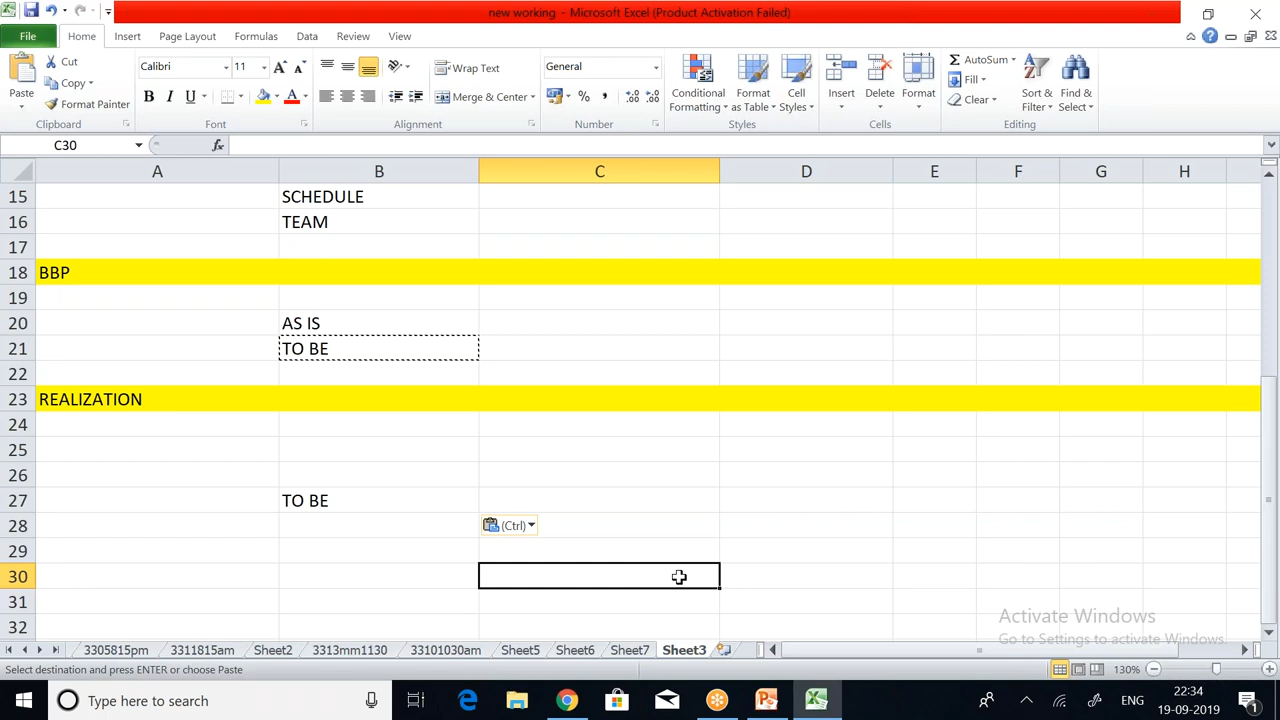 new working - Microsoft Excel (Product Activation Failed)
File Home Insert Page Layout Formulas Data Review View
Paste Cut Copy Format Painter Clipboard
Calibri 11 B I U A Font
Wrap Text Merge & Center Alignment
General % , Number
Conditional Formatting Format as Table Cell Styles Styles
Insert Delete Format Cells
AutoSum Fill Clear Sort & Filter Find & Select Editing
C30 fx
A B C D E F G H
15 SCHEDULE
16 TEAM
17
18 BBP
19
20 AS IS
21 TO BE
22
23 REALIZATION
24
25
26
27 TO BE
28 (Ctrl)
29
30
31
32
Activate Windows
Go to Settings to activate Windows.
3305815pm 3311815am Sheet2 3313mm1130 33101030am Sheet5 Sheet6 Sheet7 Sheet3
Select destination and press ENTER or choose Paste 130%
Type here to search ENG 22:34
19-09-2019 1